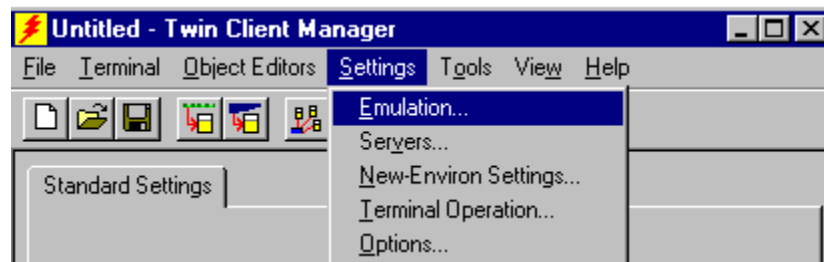 Untitled - Twin Client Manager
File Terminal Object Editors Settings Tools View Help
Emulation...
Servers...
Standard Settings
New-Environ Settings...
Terminal Operation...
Options...